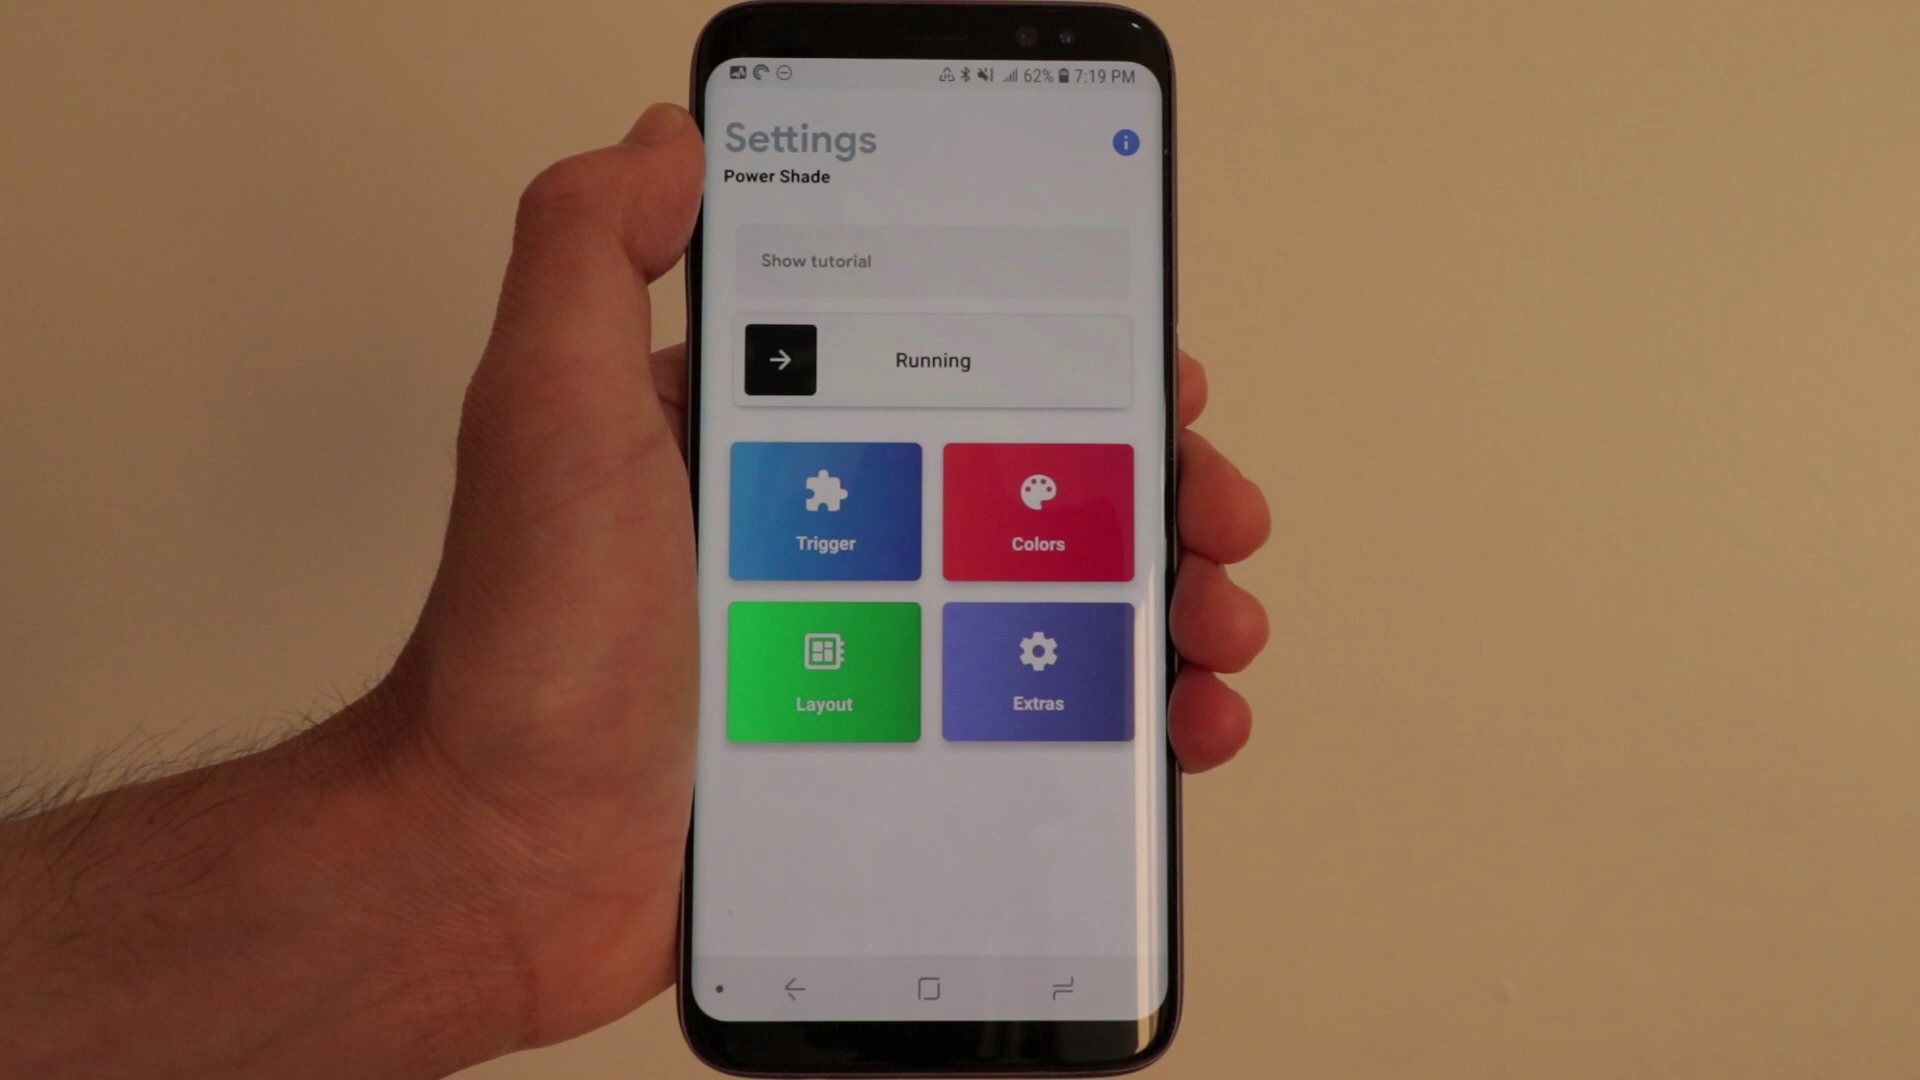 62% 7:19 PM
Settings
Power Shade
Show tutorial
Running
Trigger
Colors
Layout
Extras